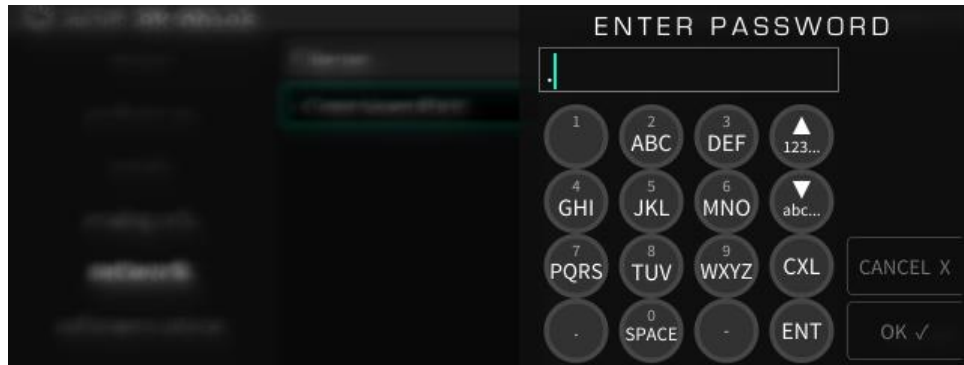 ENTER PASSWORD
.
1
2 ABC
3 DEF
▲ 123...
4 GHI
5 JKL
6 MNO
▼ abc...
7 PQRS
8 TUV
9 WXYZ
CXL
CANCEL X
.
0 SPACE
-
ENT
OK ✓
network